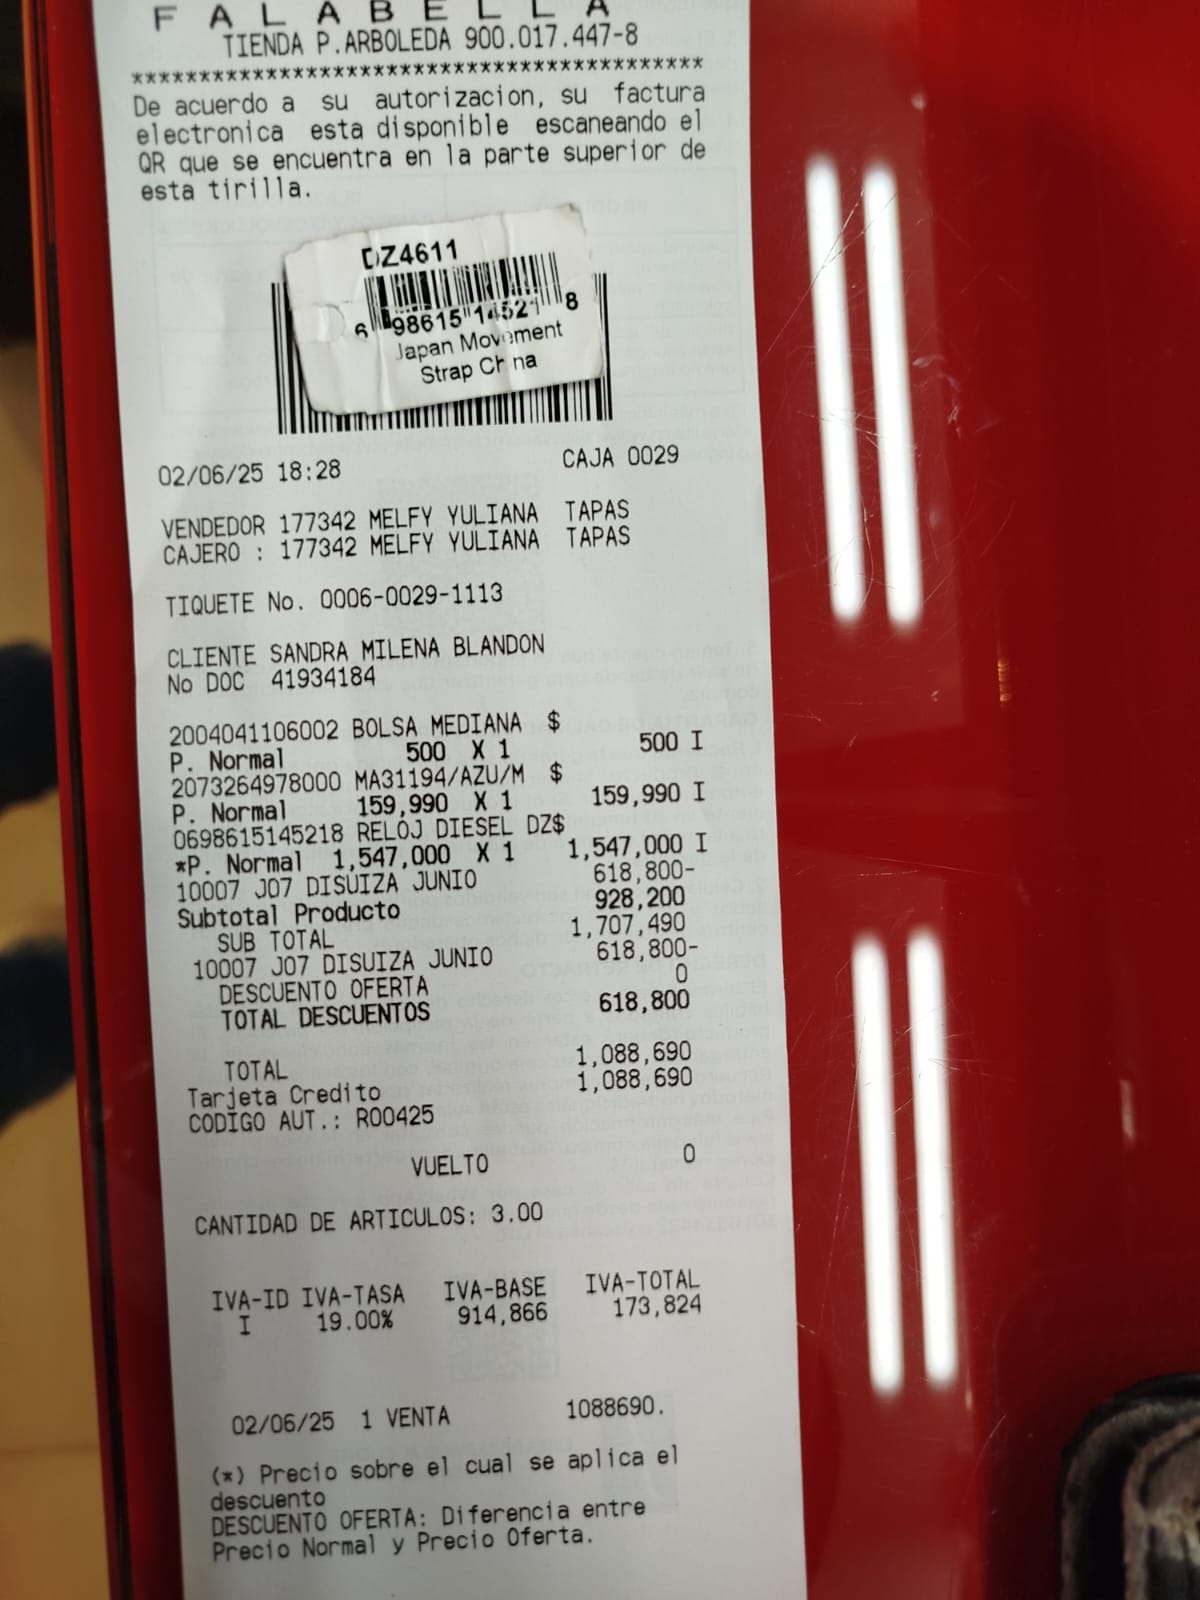 FALABELLA
TIENDA P.ARBOLEDA 900.017.447-8
*******************************************
De acuerdo a su autorizacion, su factura
electronica esta disponible escaneando el
QR que se encuentra en la parte superior de
esta tirilla.
DZ4611
6 98615 14521 8
Japan Movement
Strap China
02/06/25 18:28 CAJA 0029
VENDEDOR 177342 MELFY YULIANA TAPAS
CAJERO : 177342 MELFY YULIANA TAPAS
TIQUETE No. 0006-0029-1113
CLIENTE SANDRA MILENA BLANDON
No DOC 41934184
2004041106002 BOLSA MEDIANA $
P. Normal 500 X 1 500 I
2073264978000 MA31194/AZU/M $
P. Normal 159,990 X 1 159,990 I
0698615145218 RELOJ DIESEL DZ$
*P. Normal 1,547,000 X 1 1,547,000 I
10007 J07 DISUIZA JUNIO 618,800-
Subtotal Producto 928,200
SUB TOTAL 1,707,490
10007 J07 DISUIZA JUNIO 618,800-
DESCUENTO OFERTA 0
TOTAL DESCUENTOS 618,800
TOTAL 1,088,690
Tarjeta Credito 1,088,690
CODIGO AUT.: R00425
VUELTO 0
CANTIDAD DE ARTICULOS: 3.00
IVA-ID IVA-TASA IVA-BASE IVA-TOTAL
I 19.00% 914,866 173,824
02/06/25 1 VENTA 1088690.
(*) Precio sobre el cual se aplica el
descuento
DESCUENTO OFERTA: Diferencia entre
Precio Normal y Precio Oferta.